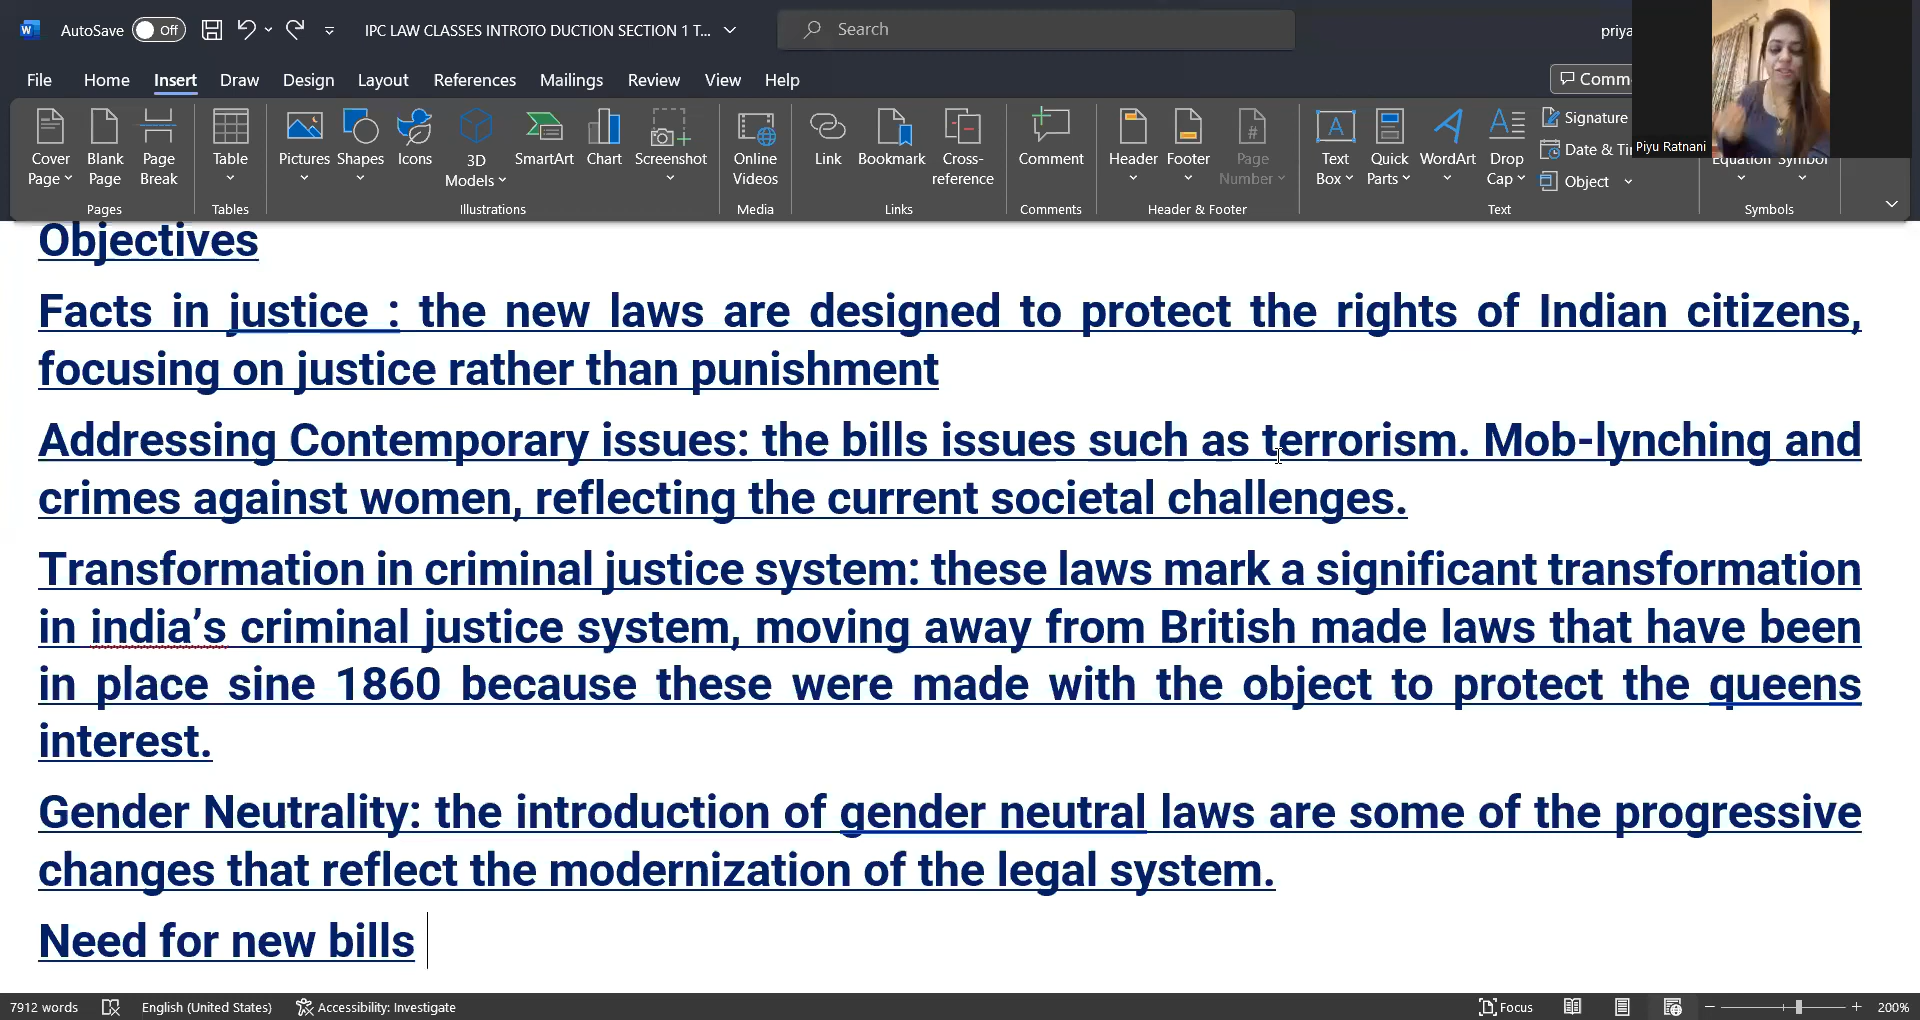 AutoSave Off IPC LAW CLASSES INTROTO DUCTION SECTION 1 T... Search priya
File Home Insert Draw Design Layout References Mailings Review View Help Comm
Cover Page Blank Page Page Break Table Pictures Shapes Icons 3D Models SmartArt Chart Screenshot Online Videos Link Bookmark Cross-reference Comment Header Footer Page Number Text Box Quick Parts WordArt Drop Cap Equation Symbol
Signature
Date & Ti
Object
Piyu Ratnani
Pages Tables Illustrations Media Links Comments Header & Footer Text Symbols
Objectives
Facts in justice : the new laws are designed to protect the rights of Indian citizens,
focusing on justice rather than punishment
Addressing Contemporary issues: the bills issues such as terrorism. Mob-lynching and
crimes against women, reflecting the current societal challenges.
Transformation in criminal justice system: these laws mark a significant transformation
in india’s criminal justice system, moving away from British made laws that have been
in place sine 1860 because these were made with the object to protect the queens
interest.
Gender Neutrality: the introduction of gender neutral laws are some of the progressive
changes that reflect the modernization of the legal system.
Need for new bills
7912 words English (United States) Accessibility: Investigate Focus 200%